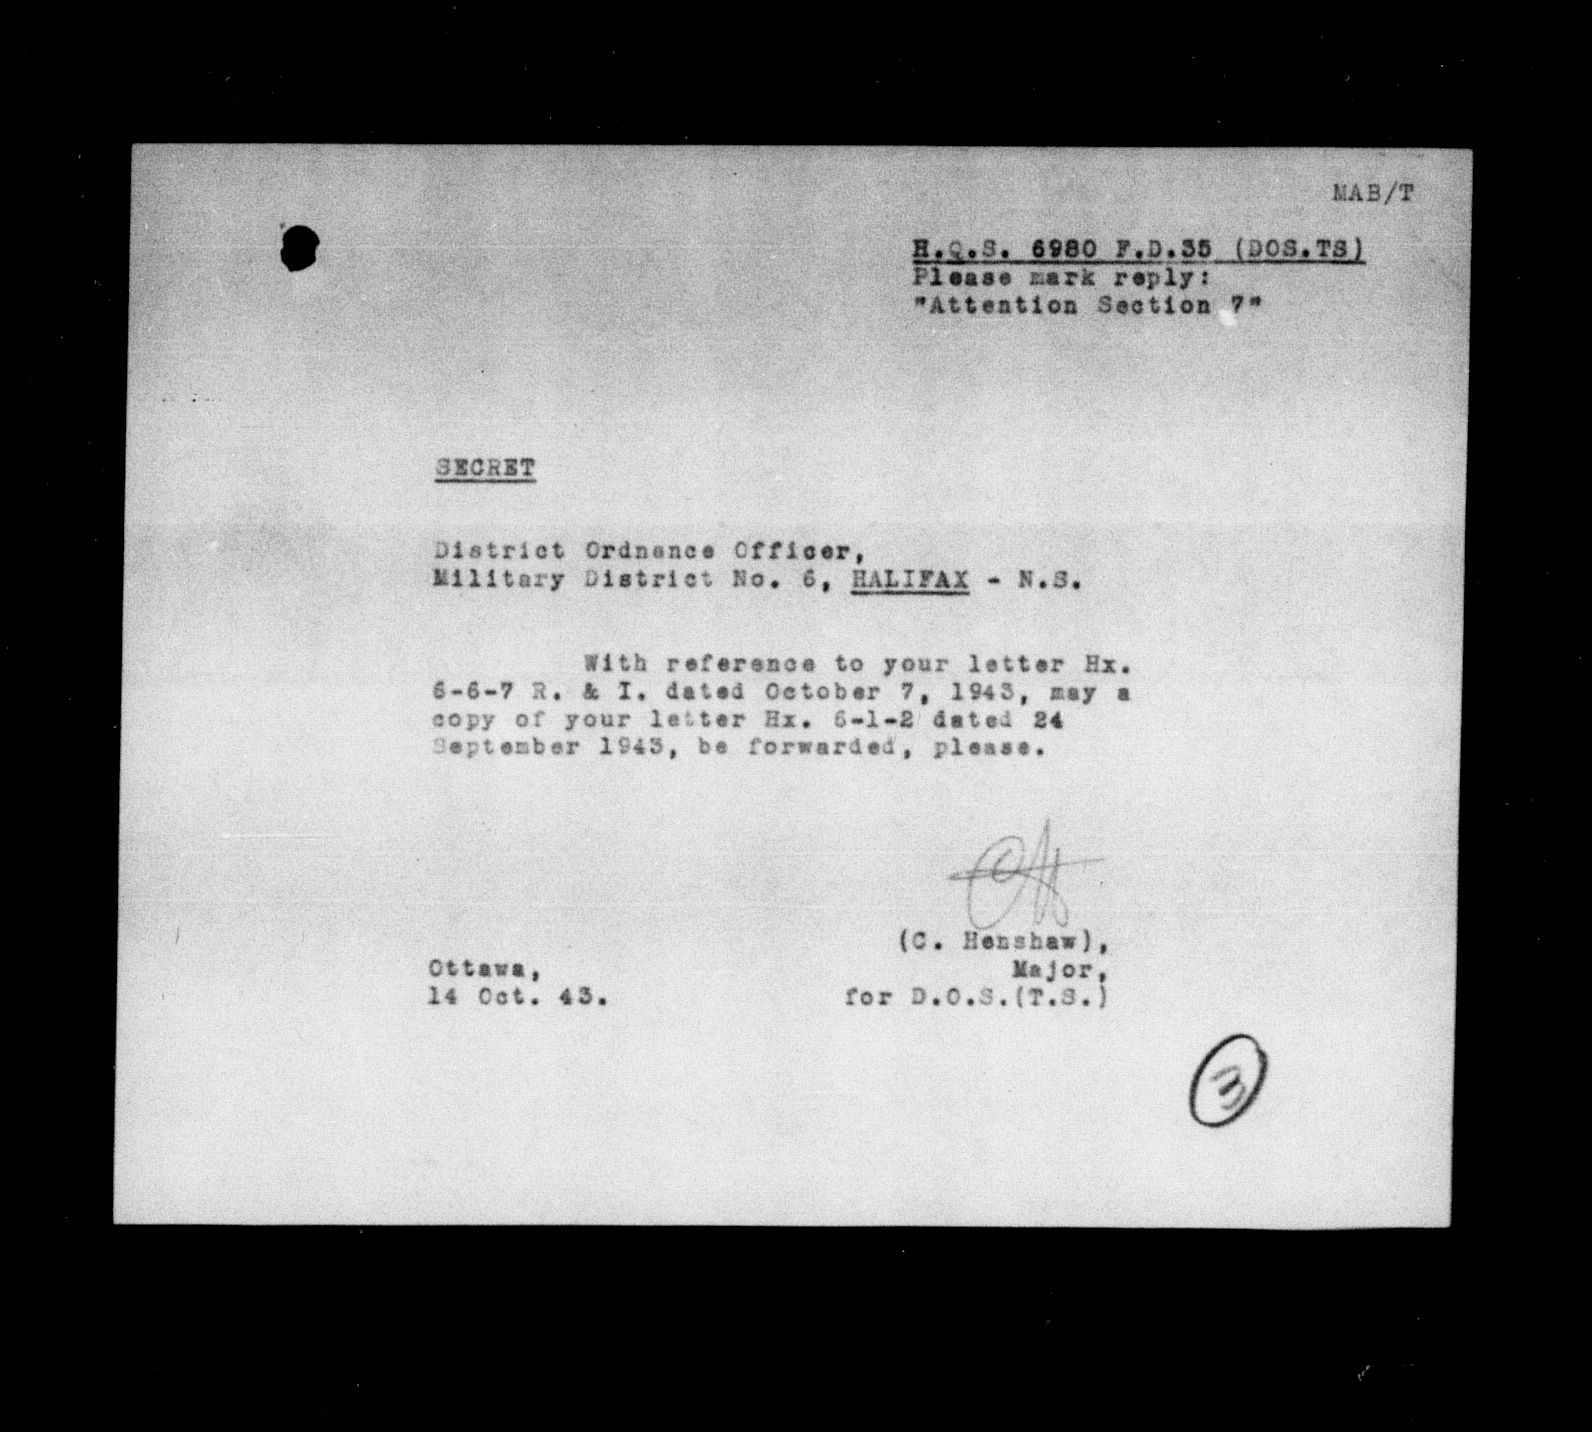 MAB/T
H.Q.S. 6980 F.D.35 (DOS.TS)
Please mark reply:
"Attention Section 7"
SECRET
District Ordnance Officer,
Military District No. 6, HALIFAX - N.S.
With reference to your letter Hx.
6-6-7 R. & I. dated October 7, 1943, may a
copy of your letter Hx. 6-1-2 dated 24
September 1943, be forwarded, please.
CH
(C. Henshaw),
Ottawa, Major,
14 Oct. 43. for D.O.S.(T.S.)
3